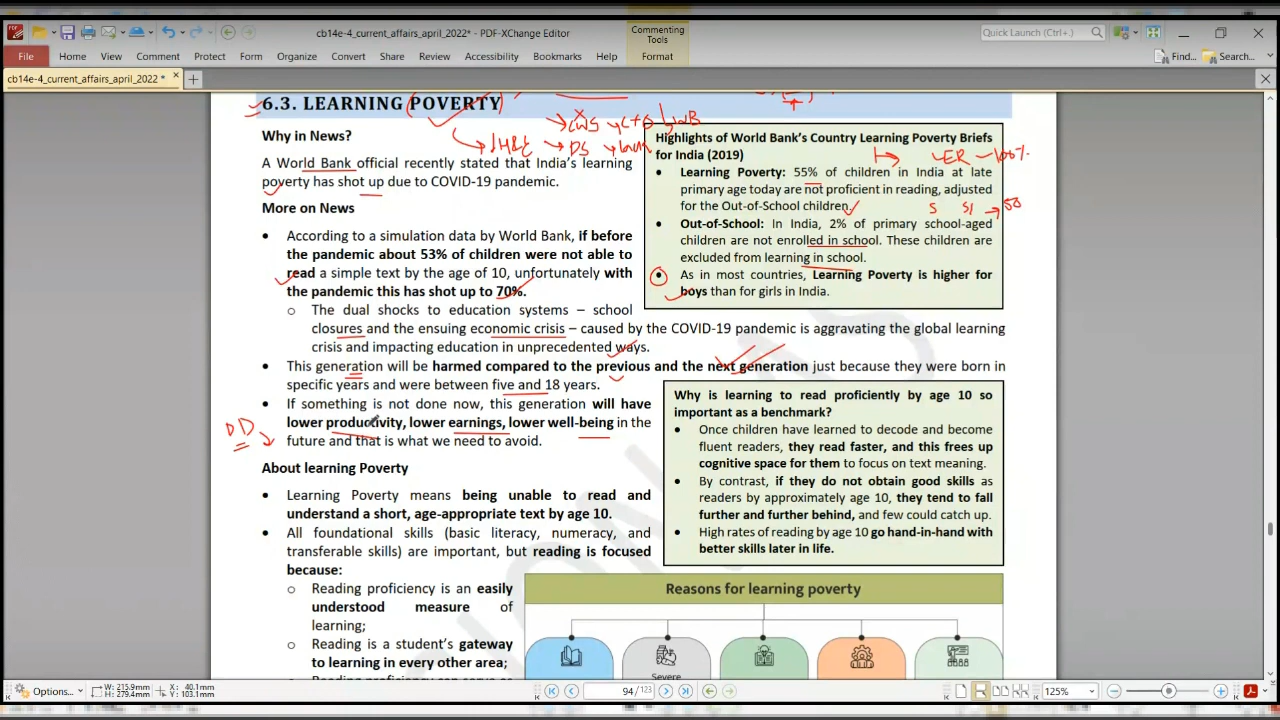 cb14e-4_current_affairs_april_2022* - PDF-XChange Editor
Commenting Tools
Quick Launch (Ctrl+.)
File Home View Comment Protect Form Organize Convert Share Review Accessibility Bookmarks Help Format
Find... Search...
cb14e-4_current_affairs_april_2022 *
6.3. LEARNING POVERTY
Why in News?
A World Bank official recently stated that India's learning
poverty has shot up due to COVID-19 pandemic.
More on News
• According to a simulation data by World Bank, if before
the pandemic about 53% of children were not able to
read a simple text by the age of 10, unfortunately with
the pandemic this has shot up to 70%.
o The dual shocks to education systems – school
closures and the ensuing economic crisis – caused by the COVID-19 pandemic is aggravating the global learning
crisis and impacting education in unprecedented ways.
• This generation will be harmed compared to the previous and the next generation just because they were born in
specific years and were between five and 18 years.
• If something is not done now, this generation will have
lower productivity, lower earnings, lower well-being in the
future and that is what we need to avoid.
DD
Highlights of World Bank's Country Learning Poverty Briefs
for India (2019)
• Learning Poverty: 55% of children in India at late
primary age today are not proficient in reading, adjusted
for the Out-of-School children.
• Out-of-School: In India, 2% of primary school-aged
children are not enrolled in school. These children are
excluded from learning in school.
• As in most countries, Learning Poverty is higher for
boys than for girls in India.
ER 100%
About learning Poverty
• Learning Poverty means being unable to read and
understand a short, age-appropriate text by age 10.
• All foundational skills (basic literacy, numeracy, and
transferable skills) are important, but reading is focused
because:
o Reading proficiency is an easily
understood measure of
learning;
o Reading is a student's gateway
to learning in every other area;
Why is learning to read proficiently by age 10 so
important as a benchmark?
• Once children have learned to decode and become
fluent readers, they read faster, and this frees up
cognitive space for them to focus on text meaning.
• By contrast, if they do not obtain good skills as
readers by approximately age 10, they tend to fall
further and further behind, and few could catch up.
• High rates of reading by age 10 go hand-in-hand with
better skills later in life.
Reasons for learning poverty
Severe
Options... W: 215.9mm H: 279.4mm X: 40.1mm Y: 103.1mm
94 / 123
125%